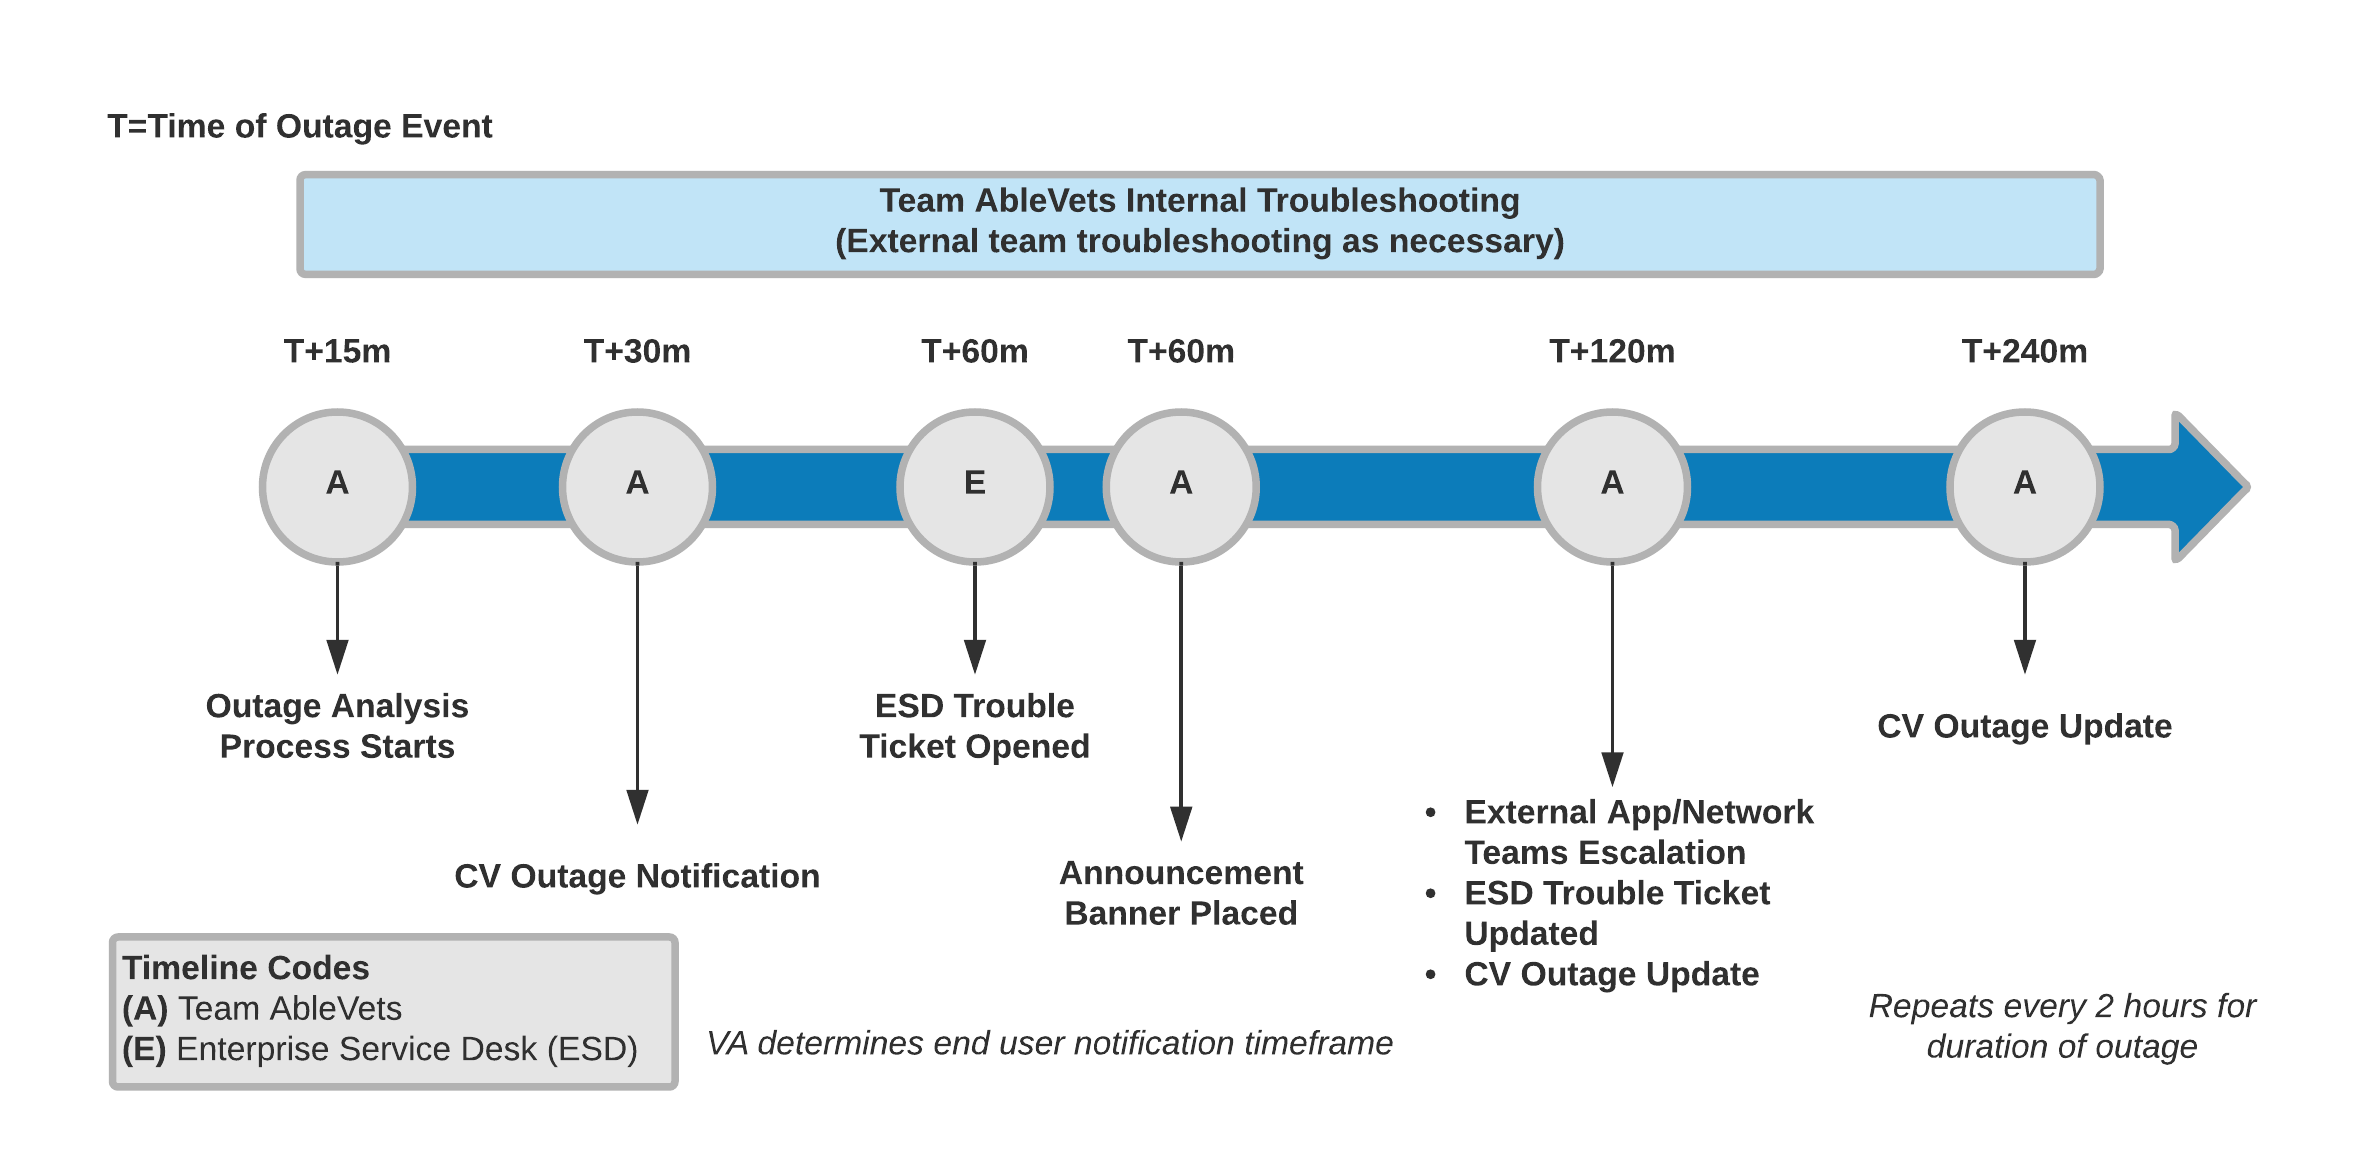 T=Time of Outage Event
Team AbleVets Internal Troubleshooting
(External team troubleshooting as necessary)
T+15m
T+30m
T+60m
T+60m
T+120m
T+240m
A
A
E
A
A
A
Outage Analysis
Process Starts
CV Outage Notification
ESD Trouble
Ticket Opened
Announcement
Banner Placed
• External App/Network
Teams Escalation
• ESD Trouble Ticket
Updated
• CV Outage Update
CV Outage Update
Timeline Codes
(A) Team AbleVets
(E) Enterprise Service Desk (ESD)
VA determines end user notification timeframe
Repeats every 2 hours for
duration of outage